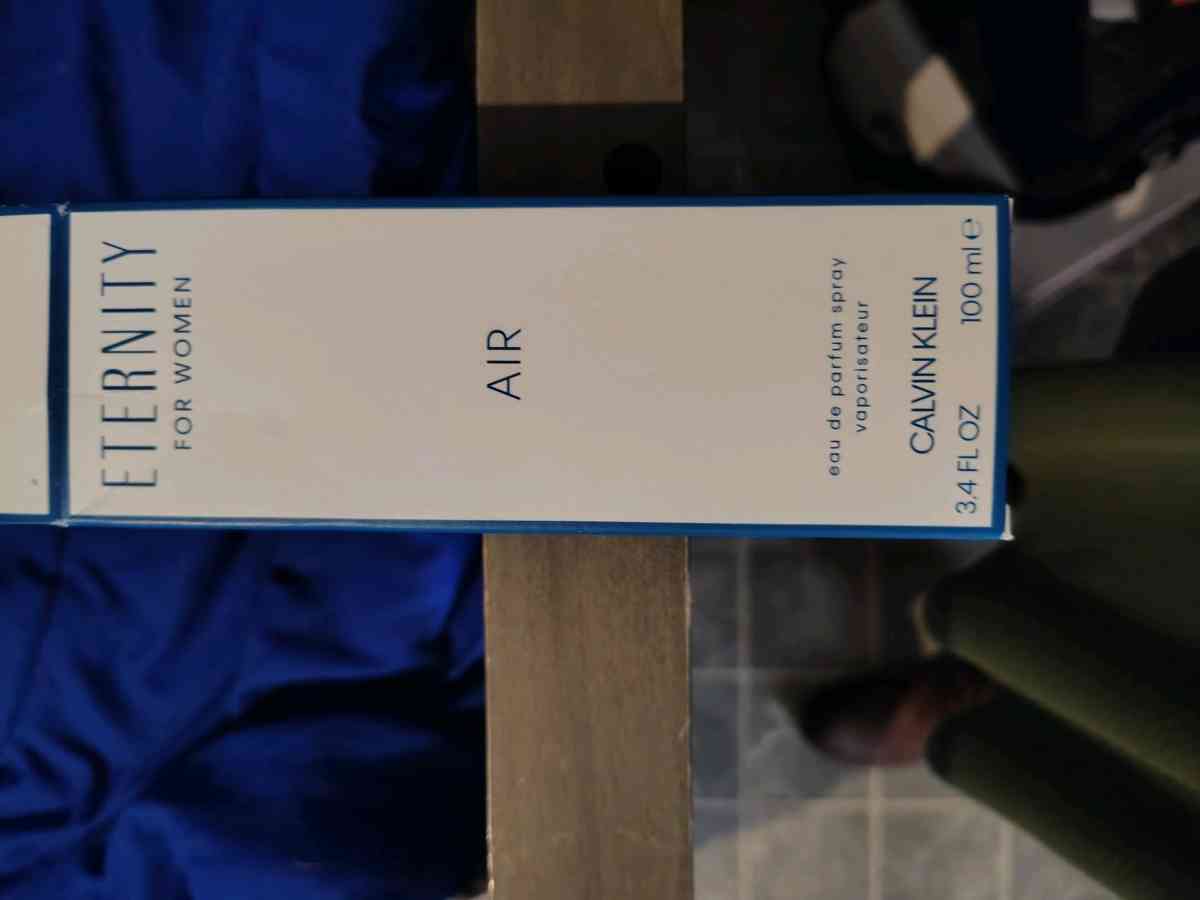 ETERNITY
FOR WOMEN
AIR
eau de parfum spray
vaporisateur
CALVIN KLEIN
3.4 FL OZ 100 ml ℮